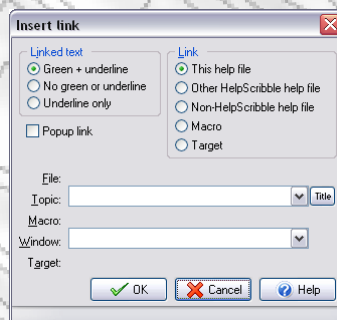 Insert link
Linked text
Green + underline
No green or underline
Underline only
Popup link
Link
This help file
Other HelpScribble help file
Non-HelpScribble help file
Macro
Target
File:
Topic:
Title
Macro:
Window:
Target:
OK
Cancel
Help